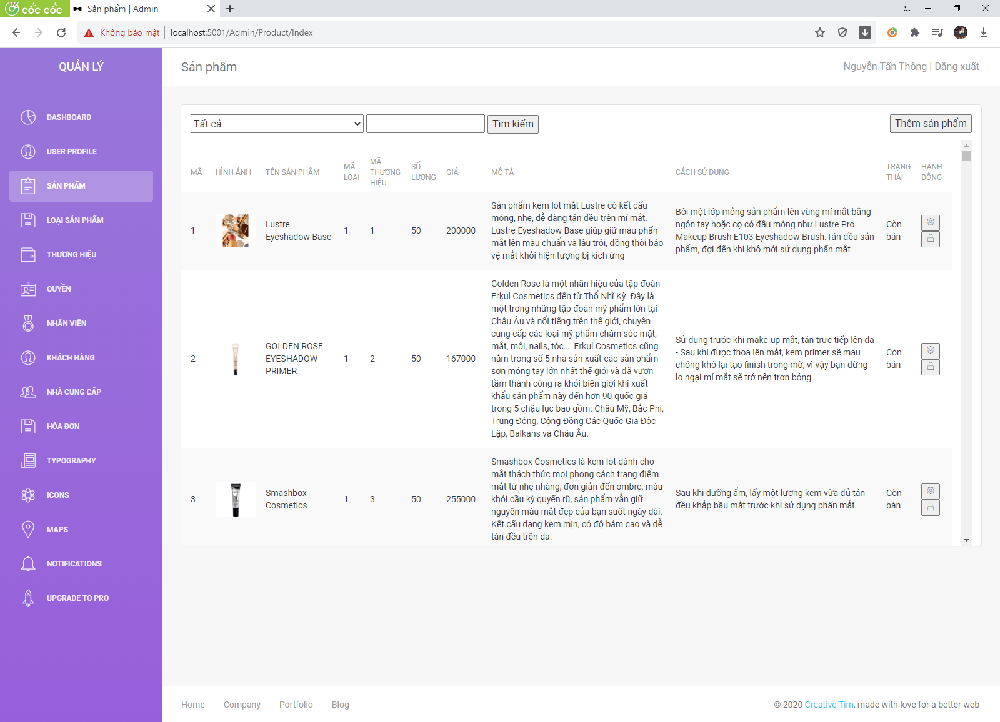 cốc cốc
Sản phẩm | Admin
Không bảo mật
localhost:5001/Admin/Product/Index
QUẢN LÝ
Sản phẩm
Nguyễn Tấn Thông | Đăng xuất
DASHBOARD
USER PROFILE
SẢN PHẨM
LOẠI SẢN PHẨM
THƯƠNG HIỆU
QUYỀN
NHÂN VIÊN
KHÁCH HÀNG
NHÀ CUNG CẤP
HÓA ĐƠN
TYPOGRAPHY
ICONS
MAPS
NOTIFICATIONS
UPGRADE TO PRO
Tất cả
Tìm kiếm
Thêm sản phẩm
MÃ
HÌNH ẢNH
TÊN SẢN PHẨM
MÃ
LOẠI
MÃ
THƯƠNG
HIỆU
SỐ
LƯỢNG
GIÁ
MÔ TẢ
CÁCH SỬ DỤNG
TRẠNG
THÁI
HÀNH
ĐỘNG
1
Lustre
Eyeshadow Base
1
1
50
200000
Sản phẩm kem lót mắt Lustre có kết cấu
mỏng, nhẹ, dễ dàng tán đều trên mí mắt.
Lustre Eyeshadow Base giúp giữ màu phấn
mắt lên màu chuẩn và lâu trôi, đồng thời bảo
vệ mắt khỏi hiện tượng bị kích ứng
Bôi một lớp mỏng sản phẩm lên vùng mí mắt bằng
ngón tay hoặc cọ có đầu mỏng như Lustre Pro
Makeup Brush E103 Eyeshadow Brush.Tán đều sản
phẩm, đợi đến khi khô mới sử dụng phấn mắt
Còn
bán
2
GOLDEN ROSE
EYESHADOW
PRIMER
1
2
50
167000
Golden Rose là một nhãn hiệu của tập đoàn
Erkul Cosmetics đến từ Thổ Nhĩ Kỳ. Đây là
một trong những tập đoàn mỹ phẩm lớn tại
Châu Âu và nổi tiếng trên thế giới, chuyên
cung cấp các loại mỹ phẩm chăm sóc mặt,
mắt, môi, nails, tóc.... Erkul Cosmetics cũng
nằm trong số 5 nhà sản xuất các sản phẩm
sơn móng tay lớn nhất thế giới và đã vươn
tầm thành công ra khỏi biên giới khi xuất
khẩu sản phẩm này đến hơn 90 quốc giá
trong 5 chậu lục bao gồm: Châu Mỹ, Bắc Phi,
Trung Đông, Cộng Đồng Các Quốc Gia Độc
Lập, Balkans và Châu Âu.
Sử dụng trước khi make-up mắt, tán trực tiếp lên da
- Sau khi được thoa lên mắt, kem primer sẽ mau
chóng khô lại tạo finish trong mờ, vì vậy bạn đừng
lo ngại mí mắt sẽ trở nên trơn bóng
Còn
bán
3
Smashbox
Cosmetics
1
3
50
255000
Smashbox Cosmetics là kem lót dành cho
mắt thách thức mọi phong cách trang điểm
mắt từ nhẹ nhàng, đơn giản đến ombre, màu
khói cầu kỳ quyến rũ, sản phẩm vẫn giữ
nguyên màu mắt đẹp của bạn suốt ngày dài.
Kết cấu dạng kem mịn, có độ bám cao và dễ
tán đều trên da.
Sau khi dưỡng ẩm, lấy một lượng kem vừa đủ tán
đều khắp bầu mắt trước khi sử dụng phấn mắt.
Còn
bán
Home
Company
Portfolio
Blog
© 2020 Creative Tim, made with love for a better web